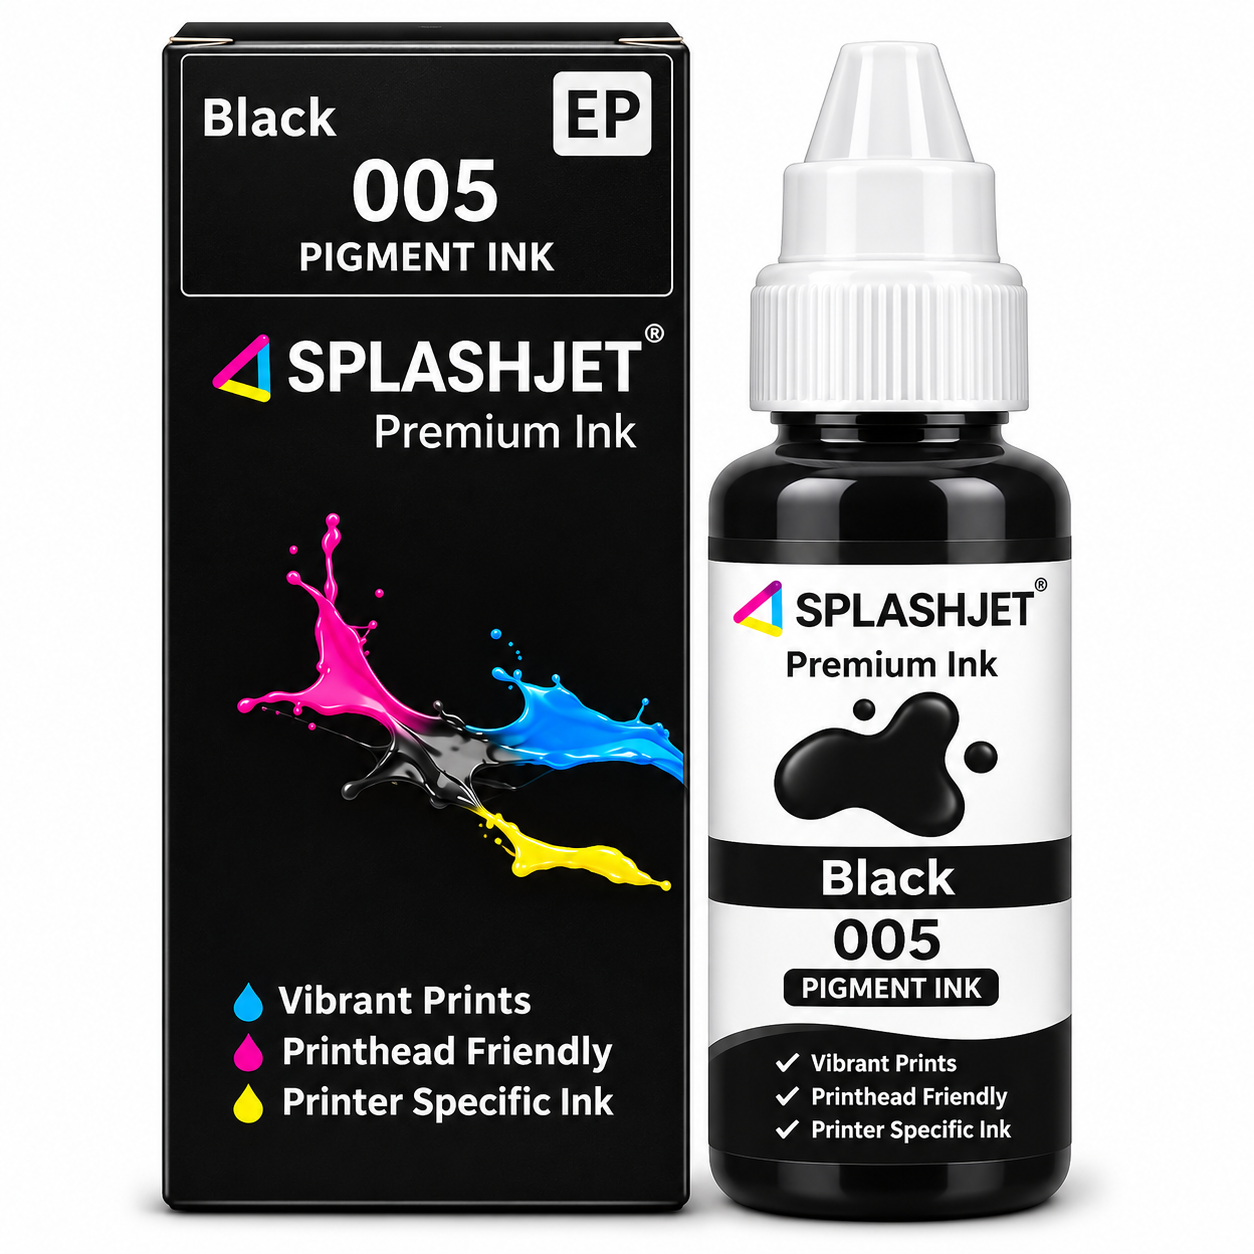 Black
EP
005
PIGMENT INK
SPLASHJET®
Premium Ink
Vibrant Prints
Printhead Friendly
Printer Specific Ink
SPLASHJET®
Premium Ink
Black
005
PIGMENT INK
Vibrant Prints
Printhead Friendly
Printer Specific Ink